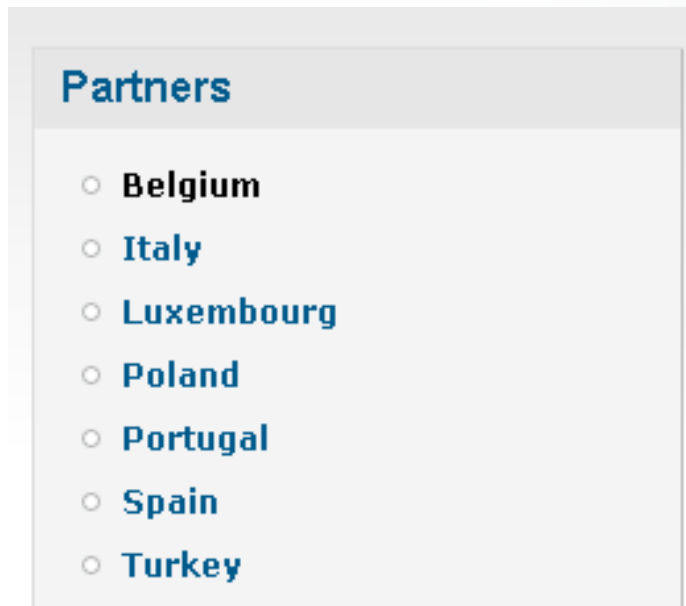 Partners
Belgium
Italy
Luxembourg
Poland
Portugal
Spain
Turkey